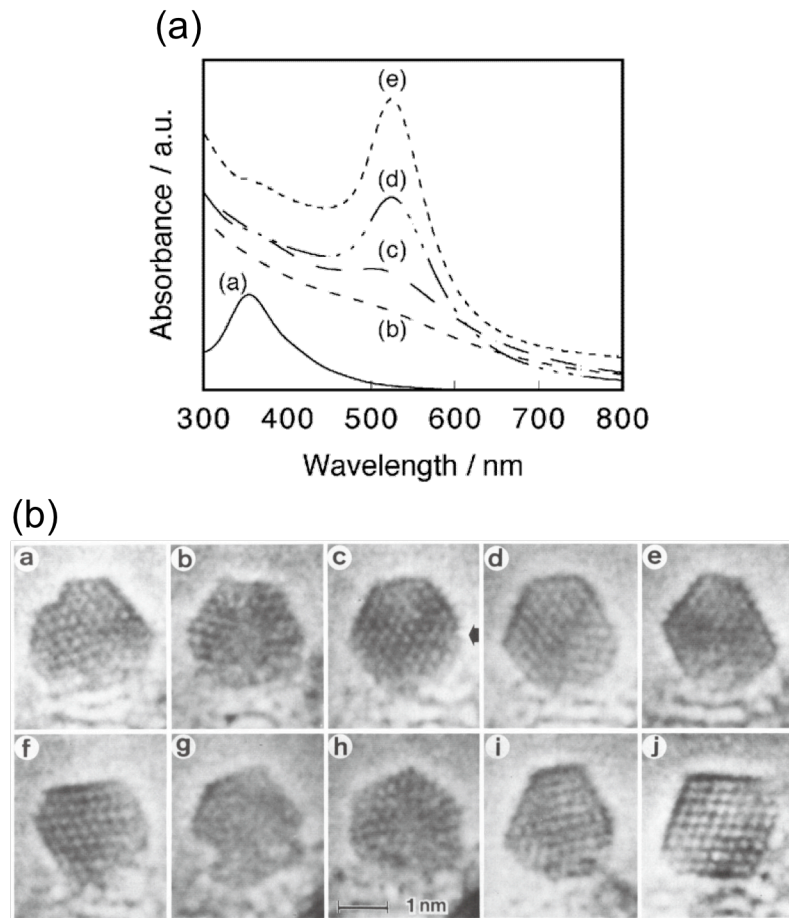 (a)
Absorbance / a.u.
(e)
(d)
(c)
(a)
(b)
300 400 500 600 700 800
Wavelength / nm
(b)
a b c d e
f g h i j
1 nm